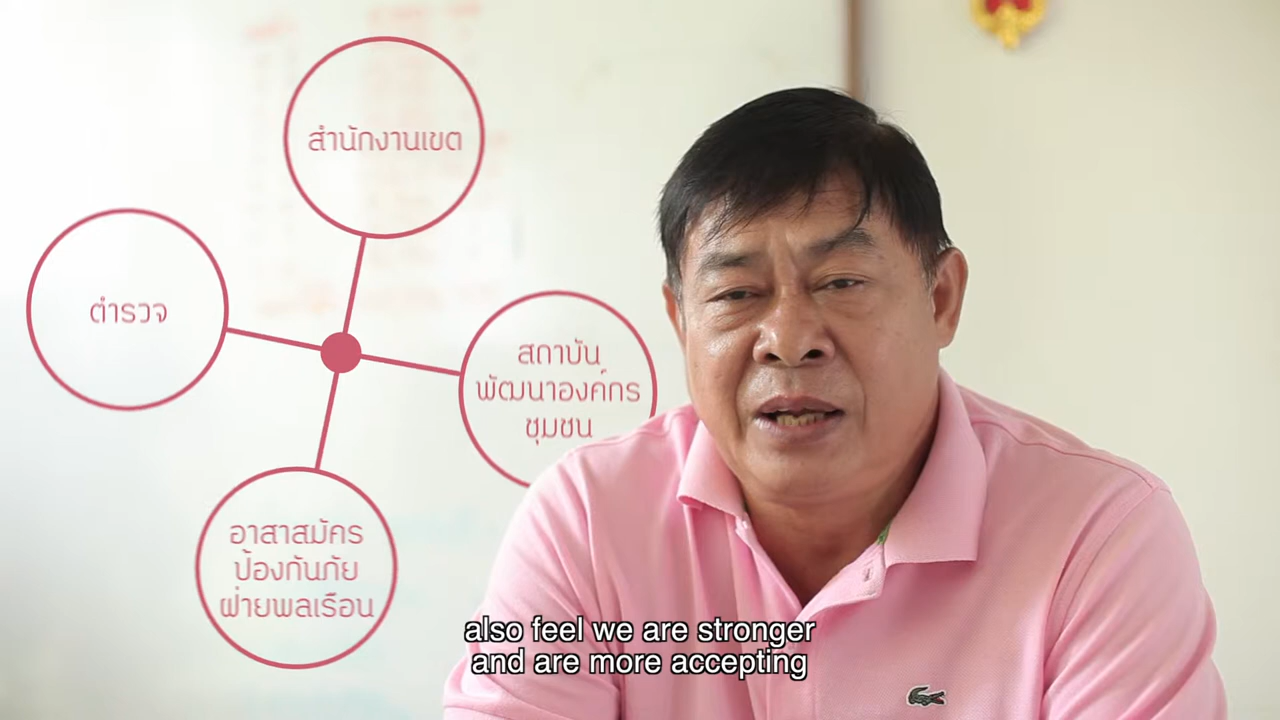 สำนักงานเขต
ตำรวจ
สถาบัน
พัฒนาองค์กร
ชุมชน
อาสาสมัคร
ป้องกันภัย
ฝ่ายพลเรือน
also feel we are stronger
and are more accepting